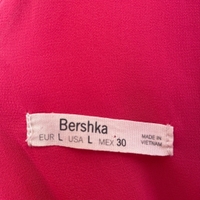 Bershka
EUR L USA L MEX 30
MADE IN
VIETNAM